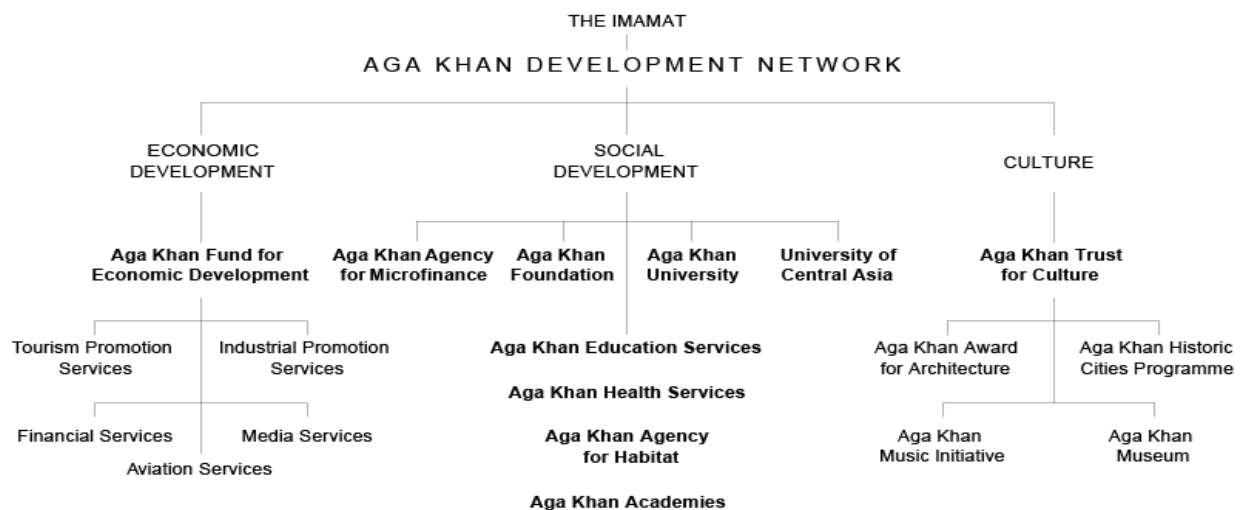 THE IMAMAT
AGA KHAN DEVELOPMENT NETWORK
ECONOMIC
DEVELOPMENT
SOCIAL
DEVELOPMENT
CULTURE
Aga Khan Fund for
Economic Development
Aga Khan Agency
for Microfinance
Aga Khan
Foundation
Aga Khan
University
University of
Central Asia
Aga Khan Trust
for Culture
Tourism Promotion
Services
Industrial Promotion
Services
Financial Services
Media Services
Aviation Services
Aga Khan Education Services
Aga Khan Health Services
Aga Khan Agency
for Habitat
Aga Khan Academies
Aga Khan Award
for Architecture
Aga Khan Historic
Cities Programme
Aga Khan
Music Initiative
Aga Khan
Museum